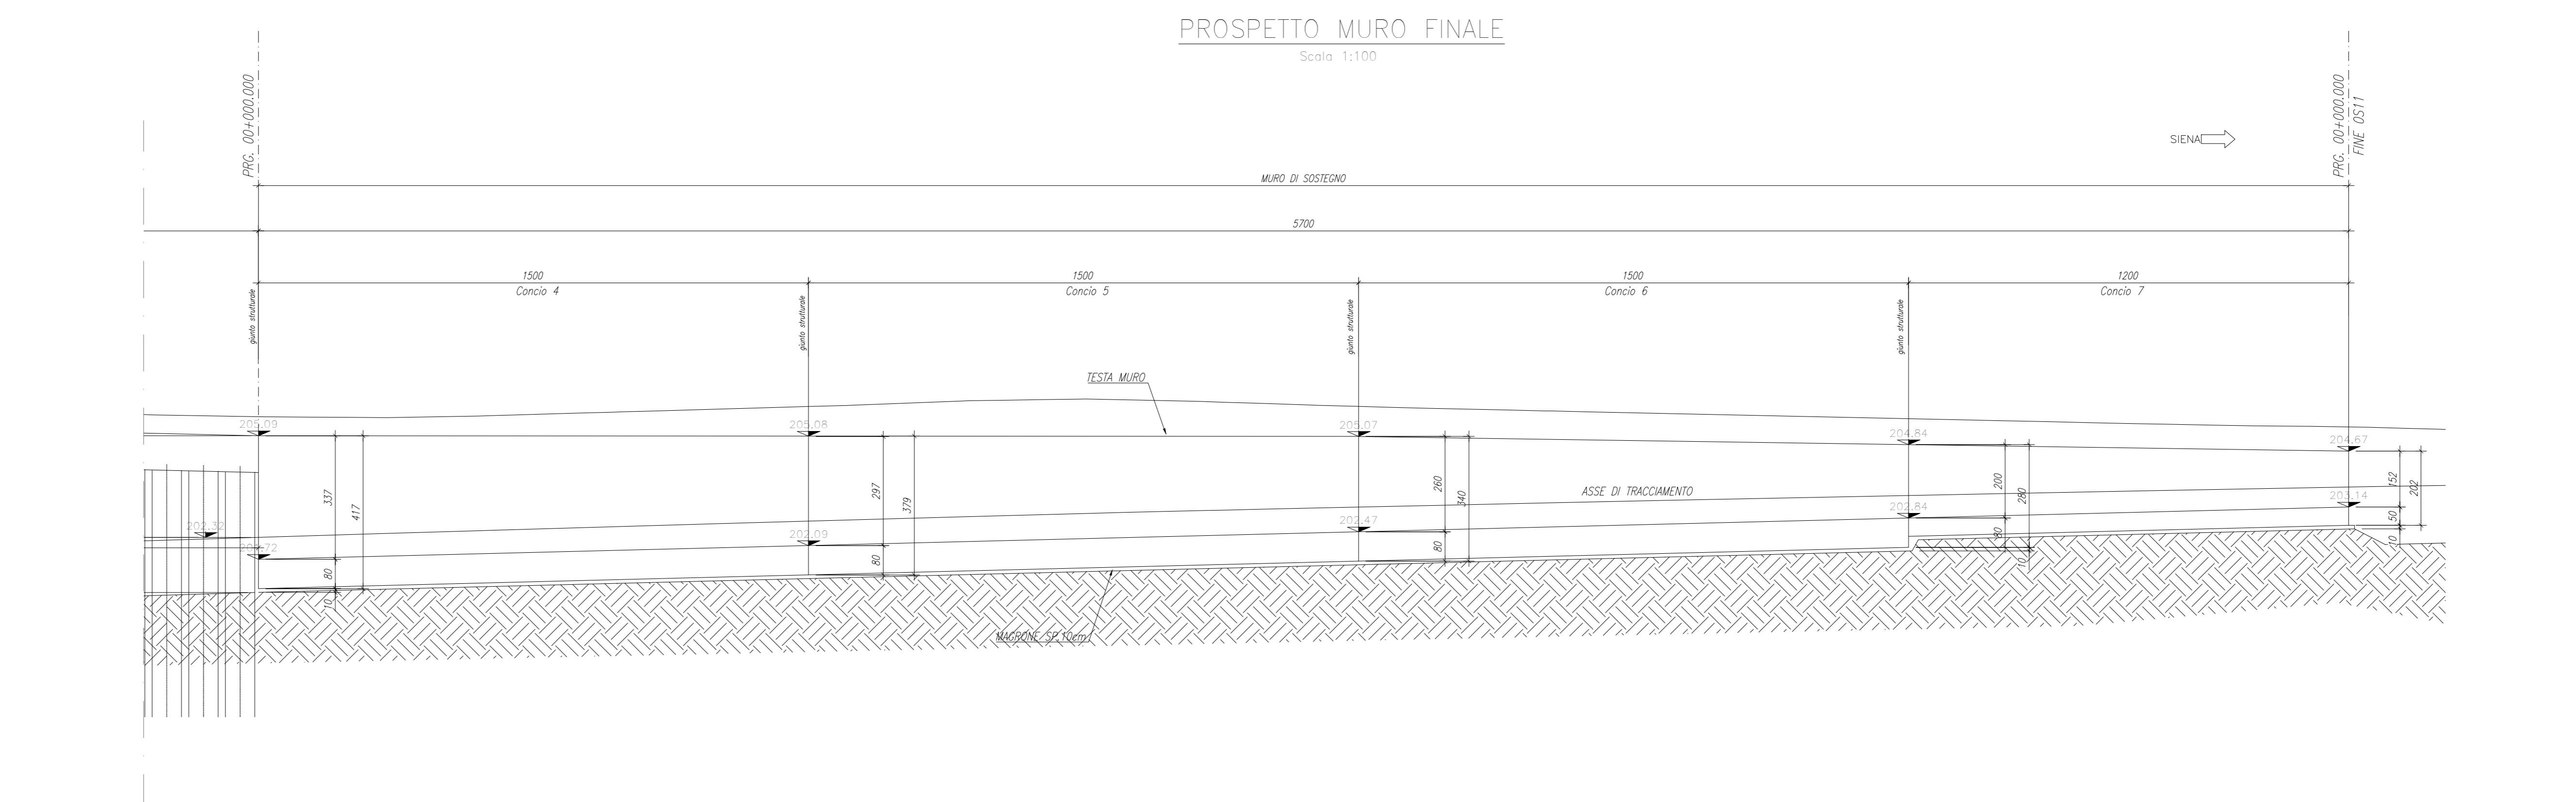 PROSPETTO MURO FINALE
Scala 1:100
PRG. 00+000.000
PRG. 00+000.000
FINE OS11
SIENA
MURO DI SOSTEGNO
5700
1500
1500
1500
1200
Concio 4
Concio 5
Concio 6
Concio 7
giunto strutturale
giunto strutturale
giunto strutturale
giunto strutturale
TESTA MURO
205.09
205.08
205.07
204.84
204.67
337
417
297
379
260
340
200
280
152
202
ASSE DI TRACCIAMENTO
202.32
202.09
202.47
202.84
203.14
80
80
80
80
50
10
10
10
MAGRONE SP.10cm